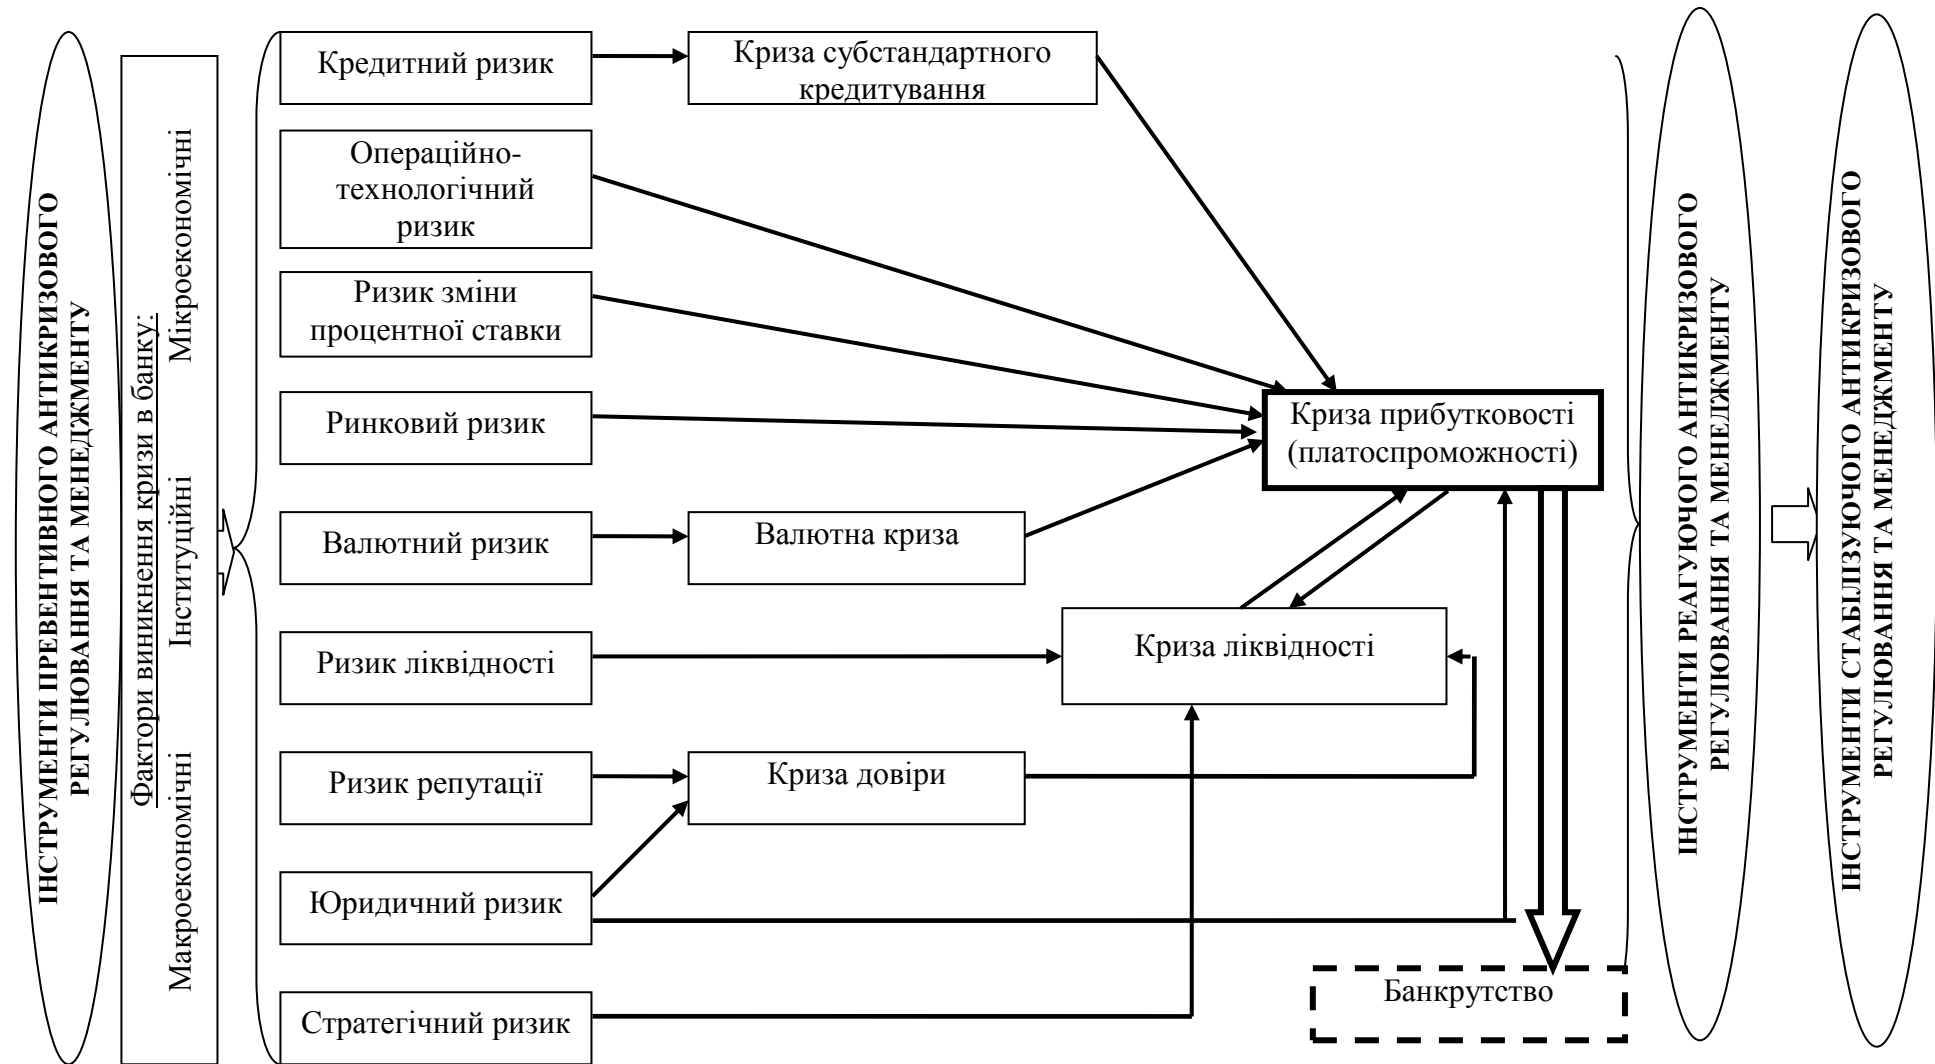 ІНСТРУМЕНТИ ПРЕВЕНТИВНОГО АНТИКРИЗОВОГО
РЕГУЛЮВАННЯ ТА МЕНЕДЖМЕНТУ
Фактори виникнення кризи в банку:
Макроекономічні Інституційні Мікроекономічні
Кредитний ризик
Криза субстандартного
кредитування
Операційно-
технологічний
ризик
Ризик зміни
процентної ставки
Ринковий ризик
Криза прибутковості
(платоспроможності)
Валютний ризик
Валютна криза
Ризик ліквідності
Криза ліквідності
Ризик репутації
Криза довіри
Юридичний ризик
Стратегічний ризик
Банкрутство
ІНСТРУМЕНТИ РЕАГУЮЧОГО АНТИКРИЗОВОГО
РЕГУЛЮВАННЯ ТА МЕНЕДЖМЕНТУ
ІНСТРУМЕНТИ СТАБІЛІЗУЮЧОГО АНТИКРИЗОВОГО
РЕГУЛЮВАННЯ ТА МЕНЕДЖМЕНТУ